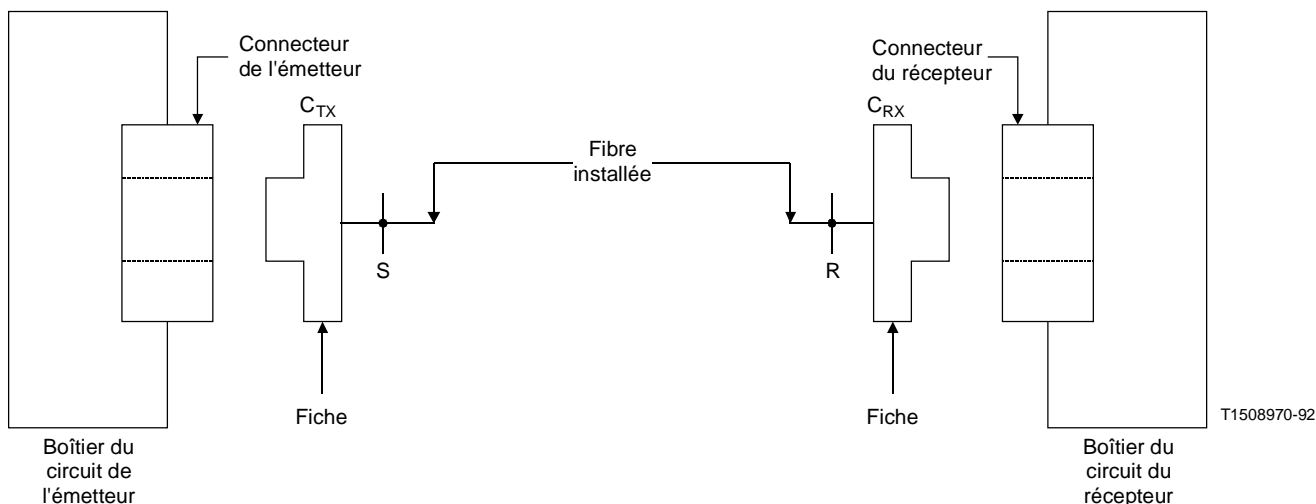 Connecteur
de l'émetteur
Connecteur
du récepteur
C_TX
C_RX
Fibre
installée
S
R
Fiche
Fiche
T1508970-92
Boîtier du
circuit de
l'émetteur
Boîtier du
circuit du
récepteur